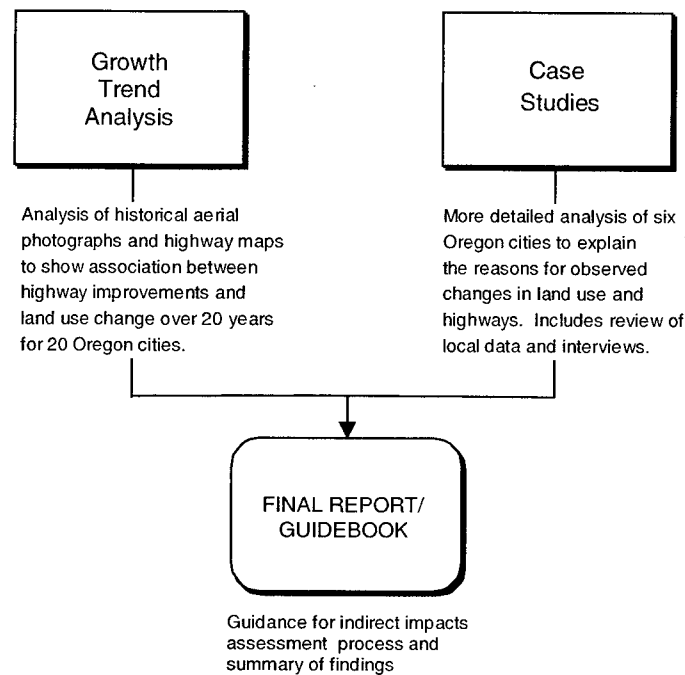 Growth
Trend
Analysis
Analysis of historical aerial
photographs and highway maps
to show association between
highway improvements and
land use change over 20 years
for 20 Oregon cities.
Case
Studies
More detailed analysis of six
Oregon cities to explain
the reasons for observed
changes in land use and
highways. Includes review of
local data and interviews.
FINAL REPORT/
GUIDEBOOK
Guidance for indirect impacts
assessment process and
summary of findings